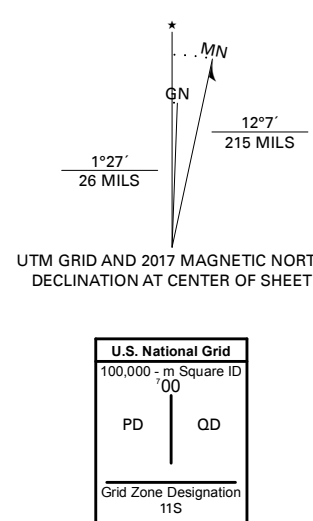 ★
MN
GN
12°7´
215 MILS
1°27´
26 MILS
UTM GRID AND 2017 MAGNETIC NORT
DECLINATION AT CENTER OF SHEET
U.S. National Grid
100,000 - m Square ID
⁷00
PD QD
Grid Zone Designation
11S